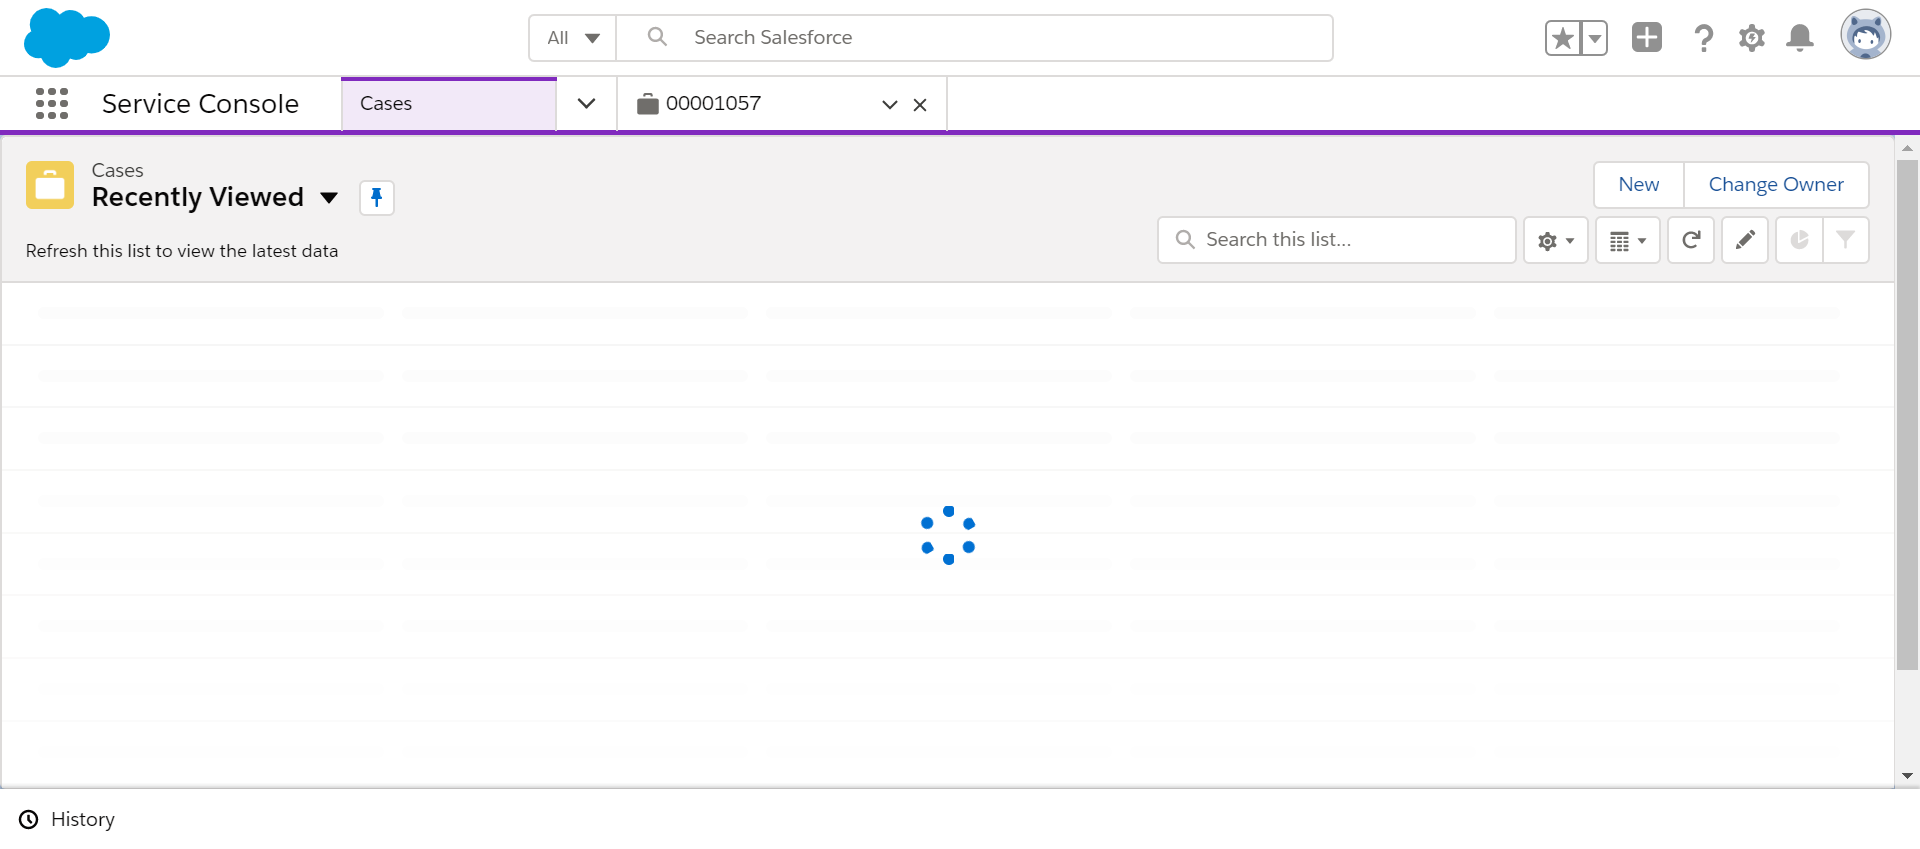 All
Search Salesforce
Service Console
Cases
00001057
Cases
Recently Viewed
New
Change Owner
Refresh this list to view the latest data
Search this list...
History